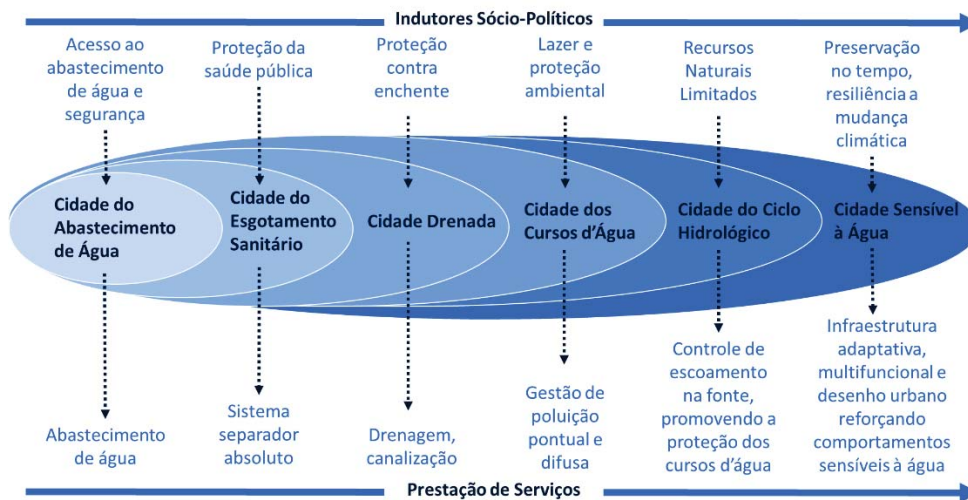 Indutores Sócio-Políticos
Acesso ao
abastecimento
de água e
segurança
Proteção da
saúde pública
Proteção
contra
enchente
Lazer e
proteção
ambiental
Recursos
Naturais
Limitados
Preservação
no tempo,
resiliência a
mudança
climática
Cidade do
Abastecimento
de Água
Cidade do
Esgotamento
Sanitário
Cidade Drenada
Cidade dos
Cursos d'Água
Cidade do Ciclo
Hidrológico
Cidade Sensível
à Água
Abastecimento
de água
Sistema
separador
absoluto
Drenagem,
canalização
Gestão de
poluição
pontual e
difusa
Controle de
escoamento
na fonte,
promovendo a
proteção dos
cursos d'água
Infraestrutura
adaptativa,
multifuncional e
desenho urbano
reforçando
comportamentos
sensíveis à água
Prestação de Serviços